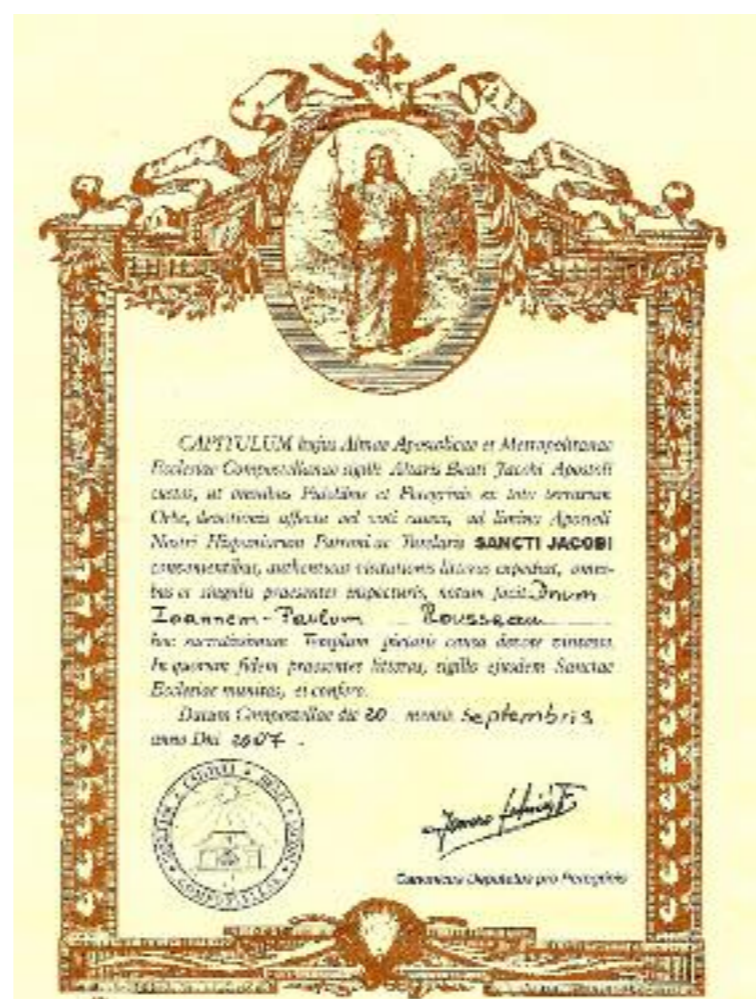 CAPITULUM hujus Almae Apostolicae et Metropolitanae
Ecclesiae Compostellanae sigilli Altaris Beati Jacobi Apostoli
custos, ut omnibus Fidelibus et Peregrinis ex toto terrarum
Orbe, devotionis affectu vel voti causa, ad limina Apostoli
Nostri Hispaniarum Patroni ac Tutelaris SANCTI JACOBI
convenientibus, authenticas visitationis litteras expediat, omni-
bus et singulis praesentes inspecturis, notum facit: Dnum
Ioannem-Paulum Rousseau
hoc sacratissimum Templum pietatis causa devote visitasse.
In quorum fidem praesentes litteras, sigillo ejusdem Sanctae
Ecclesiae munitas, ei confero.
Datum Compostellae die 20 mensis Septembris
anno Dni 2007.
CAPITULI BEATI JACOBI COMPOSTELLAE
Canonicus Deputatus pro Peregrinis